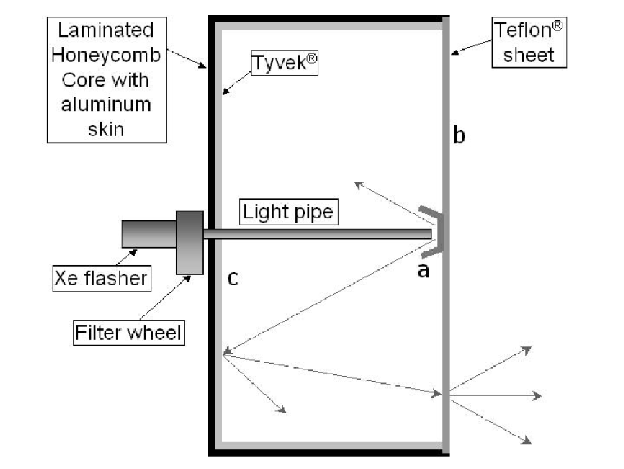 Laminated
Honeycomb
Core with
aluminum
skin
Tyvek®
Teflon®
sheet
b
Light pipe
a
c
Xe flasher
Filter wheel